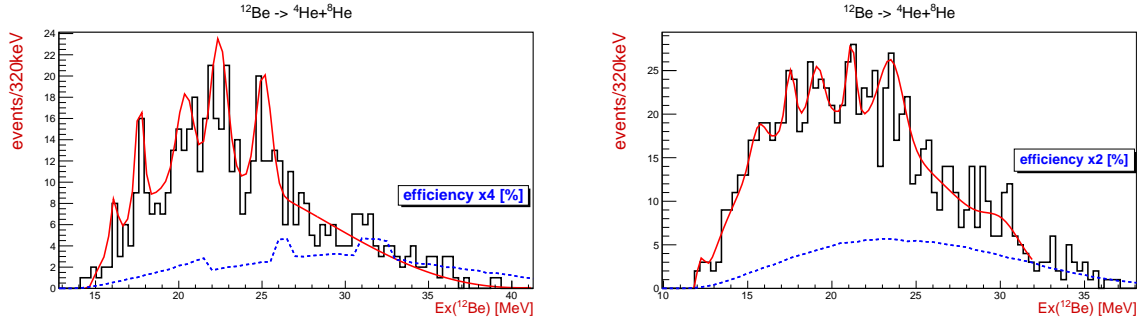 ¹²Be -> ⁴He+⁸He
events/320keV
24
22
20
18
16
14
12
10
8
6
4
2
0
efficiency x4 [%]
15 20 25 30 35 40
Ex(¹²Be) [MeV]
¹²Be -> ⁴He+⁸He
events/320keV
25
20
15
10
5
0
efficiency x2 [%]
10 15 20 25 30 35
Ex(¹²Be) [MeV]